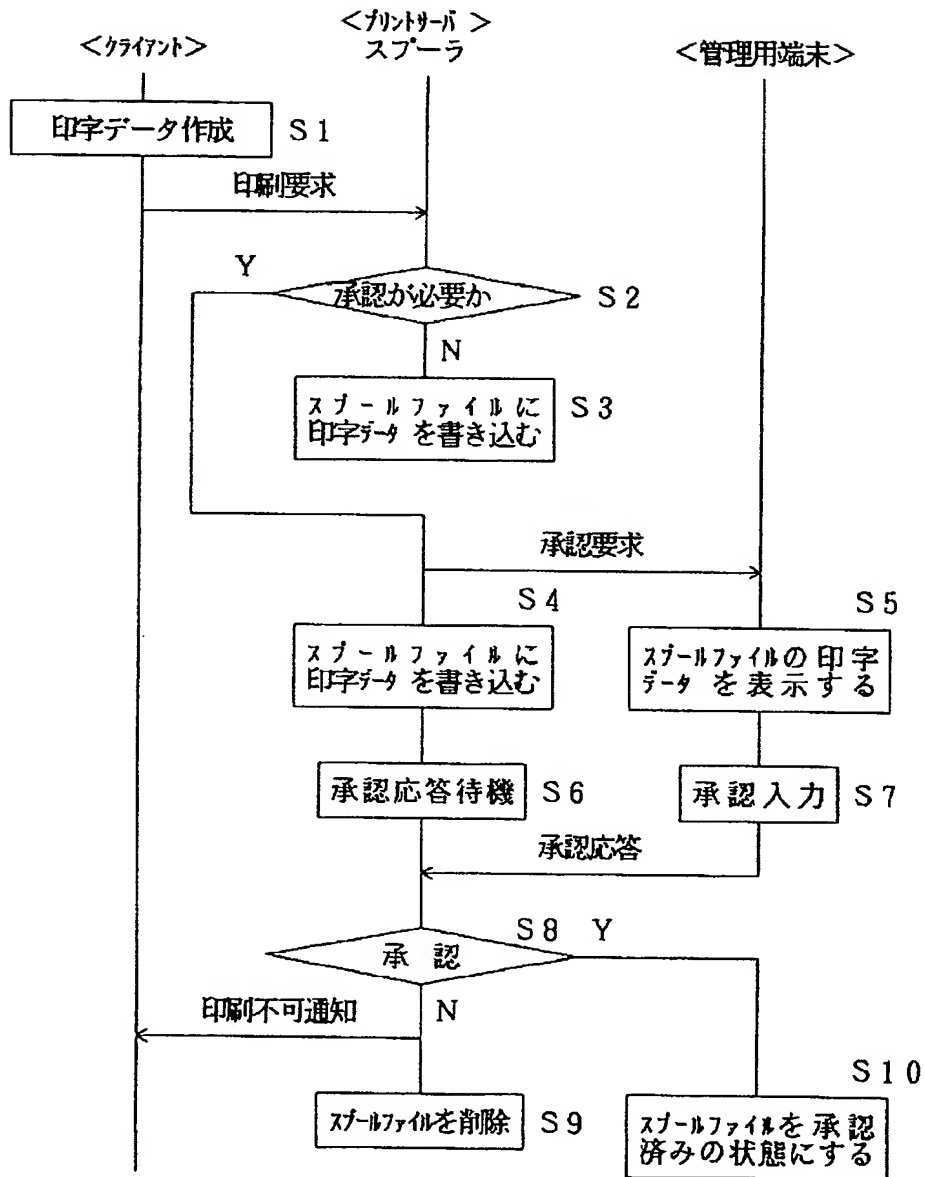 <クライアント>
<プリントサーバ>
スプーラ
<管理用端末>
印字データ作成
S1
印刷要求
Y
承認が必要か
S2
N
スプールファイルに
印字データを書き込む
S3
承認要求
S4
S5
スプールファイルに
印字データを書き込む
スプールファイルの印字
データを表示する
承認応答待機
S6
承認入力
S7
承認応答
S8
Y
承認
印刷不可通知
N
S10
スプールファイルを削除
S9
スプールファイルを承認
済みの状態にする